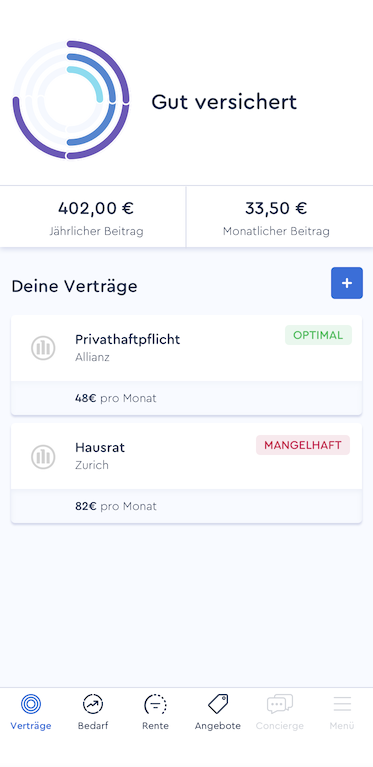 Gut versichert
402,00 €
Jährlicher Beitrag
33,50 €
Monatlicher Beitrag
Deine Verträge
+
Privathaftpflicht
OPTIMAL
Allianz
48€ pro Monat
Hausrat
MANGELHAFT
Zurich
82€ pro Monat
Verträge
Bedarf
Rente
Angebote
Concierge
Menü